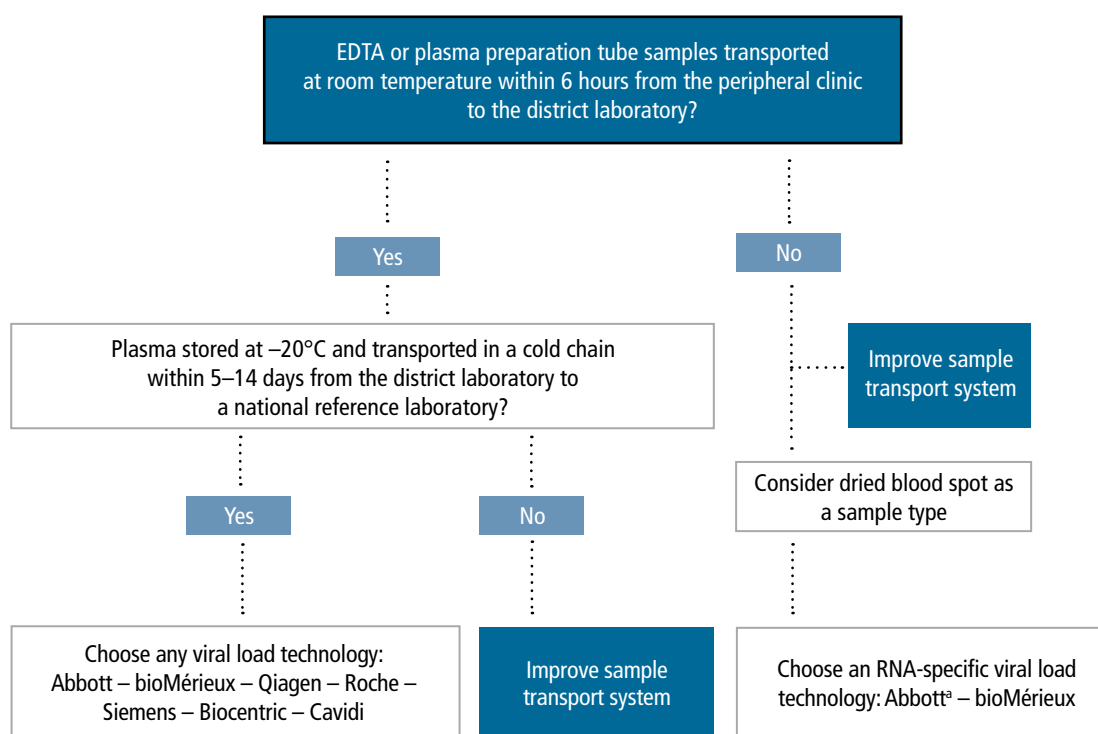 EDTA or plasma preparation tube samples transported
at room temperature within 6 hours from the peripheral clinic
to the district laboratory?
Yes
No
Plasma stored at –20°C and transported in a cold chain
within 5–14 days from the district laboratory to
a national reference laboratory?
Improve sample
transport system
Yes
No
Consider dried blood spot as
a sample type
Choose any viral load technology:
Abbott – bioMérieux – Qiagen – Roche –
Siemens – Biocentric – Cavidi
Improve sample
transport system
Choose an RNA-specific viral load
technology: Abbottᵃ – bioMérieux